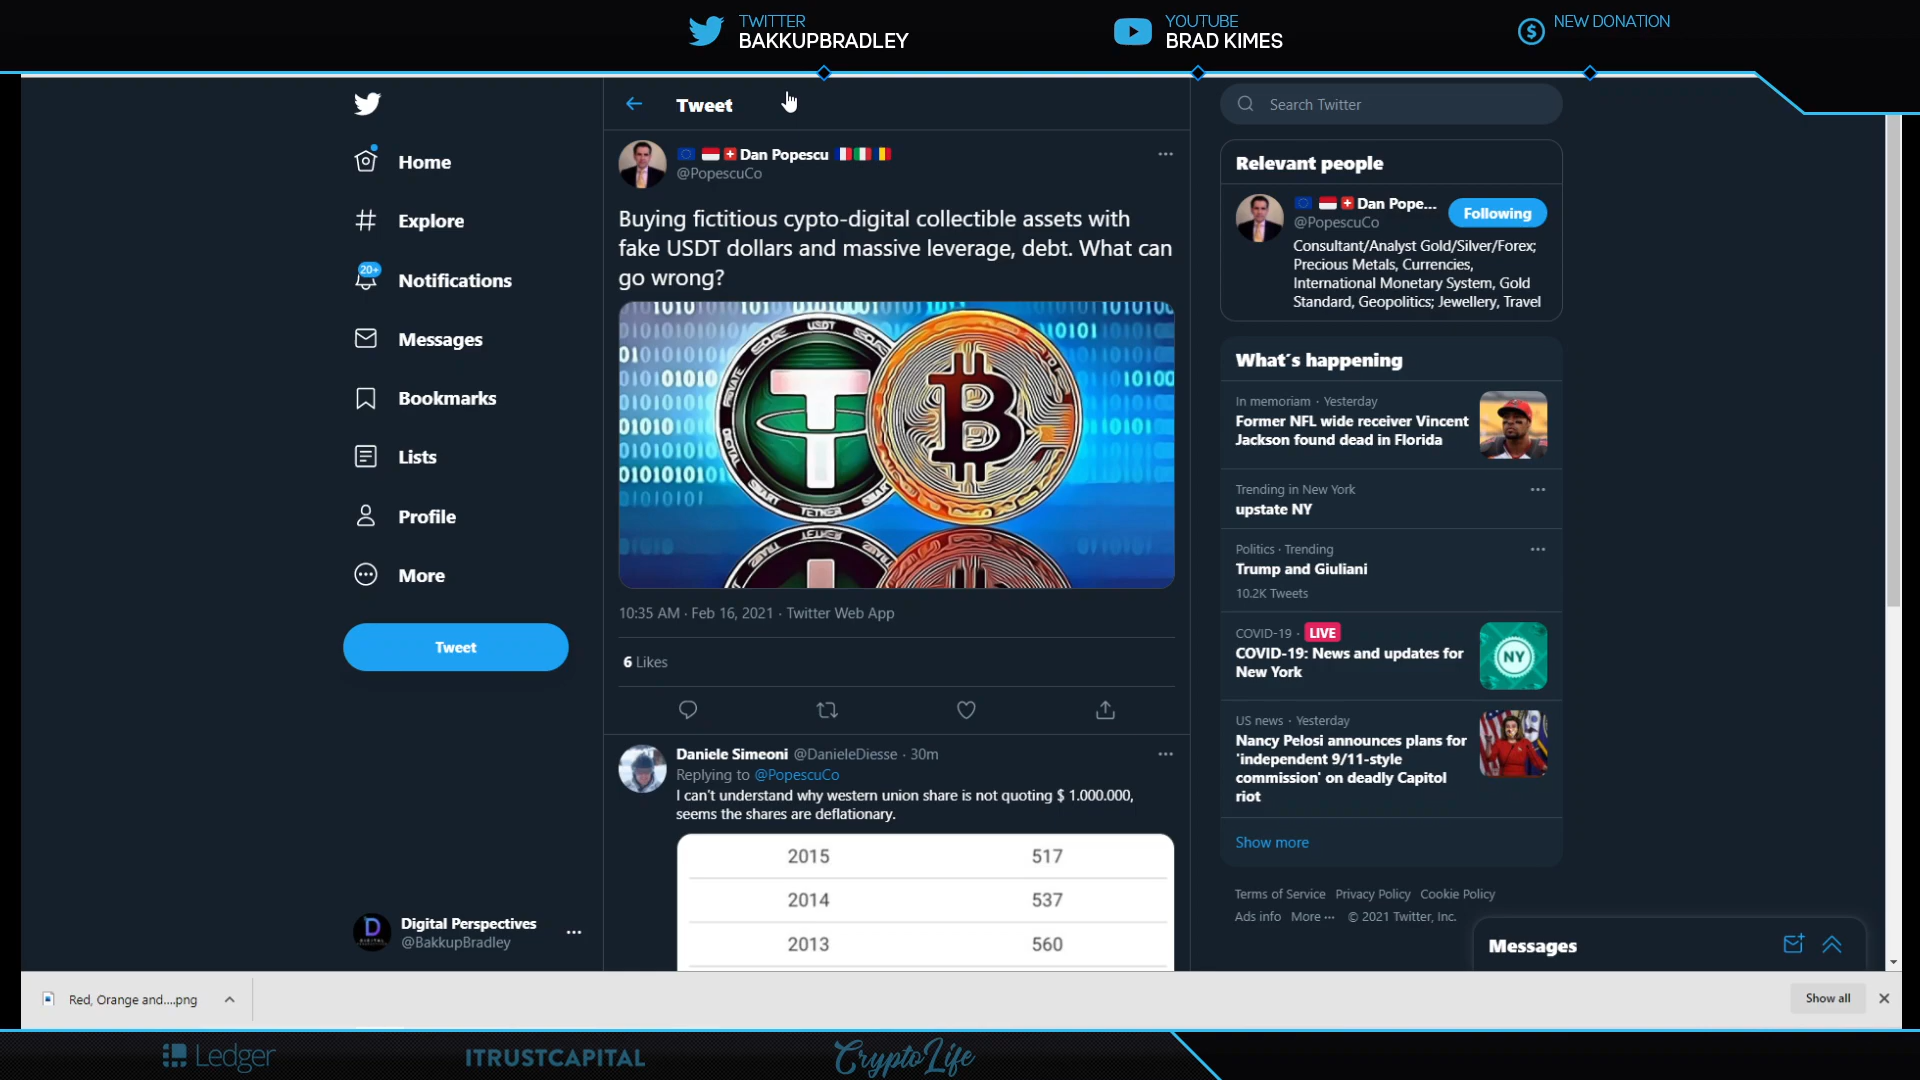 TWITTER
BAKKUPBRADLEY
YOUTUBE
BRAD KIMES
NEW DONATION
Home
Explore
20+
Notifications
Messages
Bookmarks
Lists
Profile
More
Tweet
Digital Perspectives
@BakkupBradley
Tweet
Dan Popescu
@PopescuCo
Buying fictitious cypto-digital collectible assets with
fake USDT dollars and massive leverage, debt. What can
go wrong?
10:35 AM · Feb 16, 2021 · Twitter Web App
6 Likes
Daniele Simeoni @DanieleDiesse · 30m
Replying to @PopescuCo
I can't understand why western union share is not quoting $ 1.000.000,
seems the shares are deflationary.
2015 517
2014 537
2013 560
Search Twitter
Relevant people
Dan Pope...
@PopescuCo
Following
Consultant/Analyst Gold/Silver/Forex;
Precious Metals, Currencies,
International Monetary System, Gold
Standard, Geopolitics; Jewellery, Travel
What's happening
In memoriam · Yesterday
Former NFL wide receiver Vincent
Jackson found dead in Florida
Trending in New York
upstate NY
Politics · Trending
Trump and Giuliani
10.2K Tweets
COVID-19 · LIVE
COVID-19: News and updates for
New York
NY
US news · Yesterday
Nancy Pelosi announces plans for
'independent 9/11-style
commission' on deadly Capitol
riot
Show more
Terms of Service Privacy Policy Cookie Policy
Ads info More ··· © 2021 Twitter, Inc.
Messages
Red, Orange and....png
Show all
Ledger
ITRUSTCAPITAL
CryptoLife